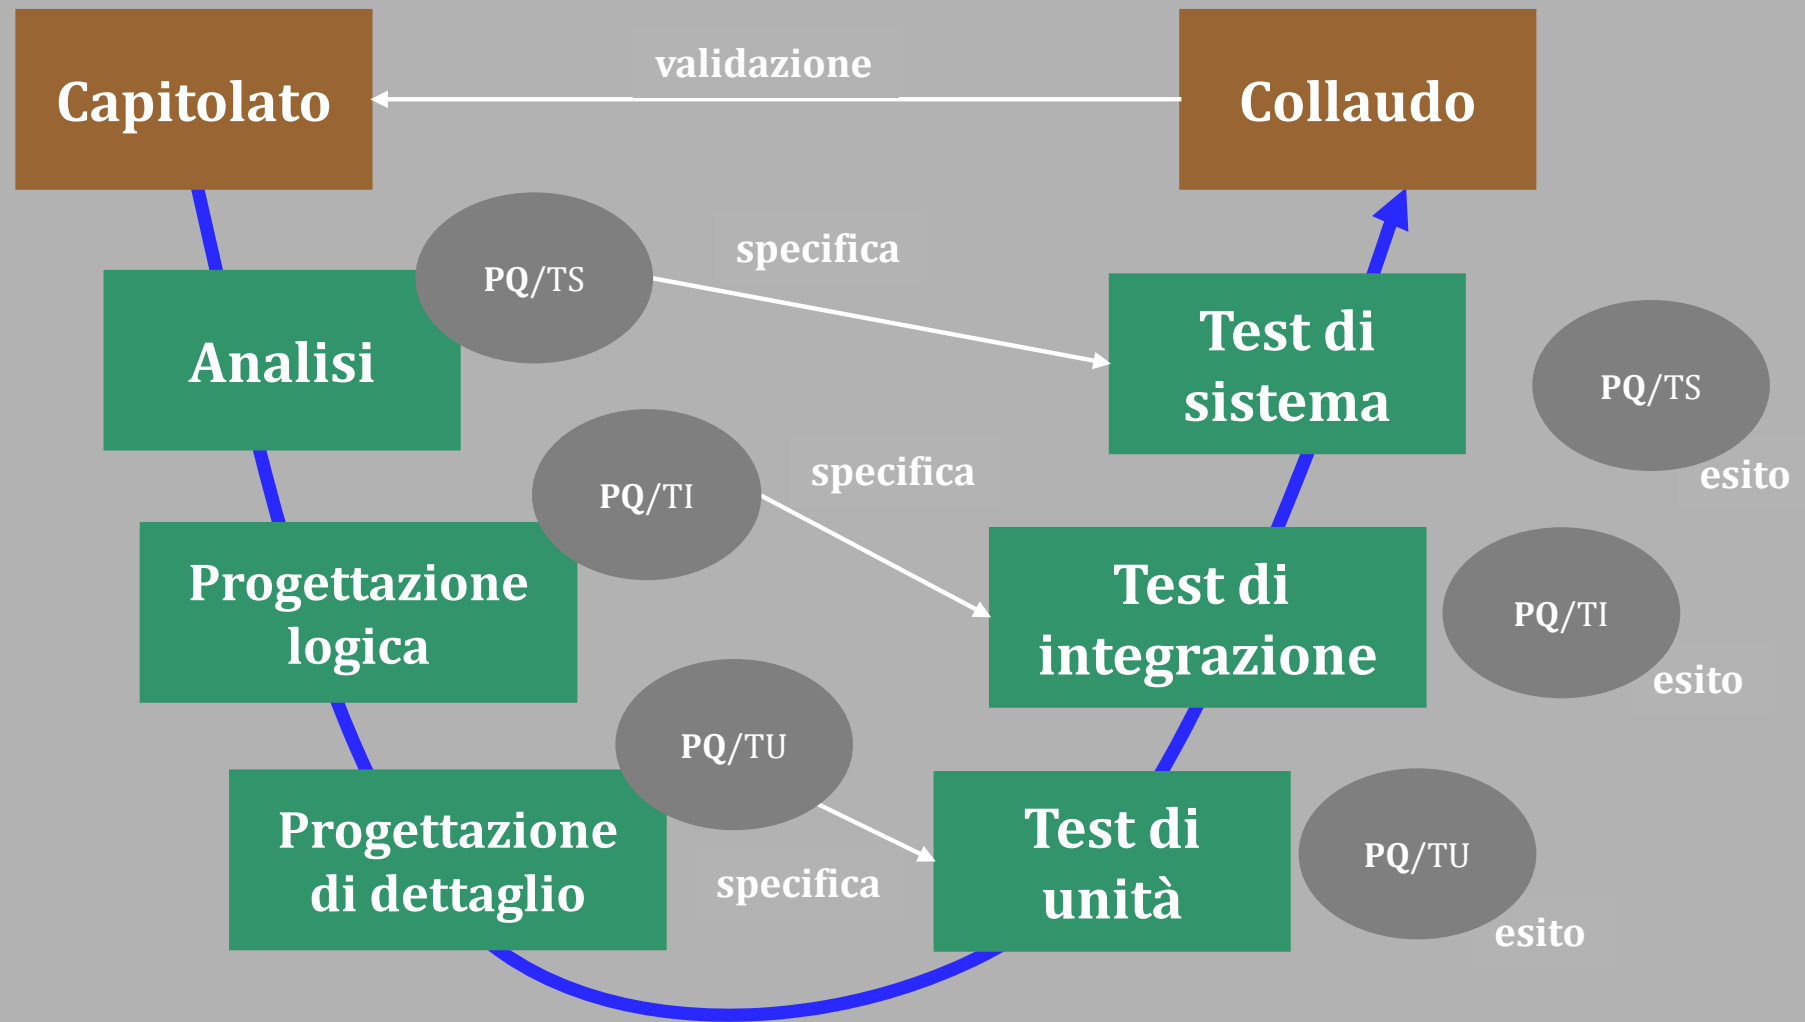 Capitolato
validazione
Collaudo
PQ/TS
specifica
Analisi
Test di
sistema
PQ/TS
esito
PQ/TI
specifica
Progettazione
logica
Test di
integrazione
PQ/TI
esito
PQ/TU
specifica
Progettazione
di dettaglio
Test di
unità
PQ/TU
esito